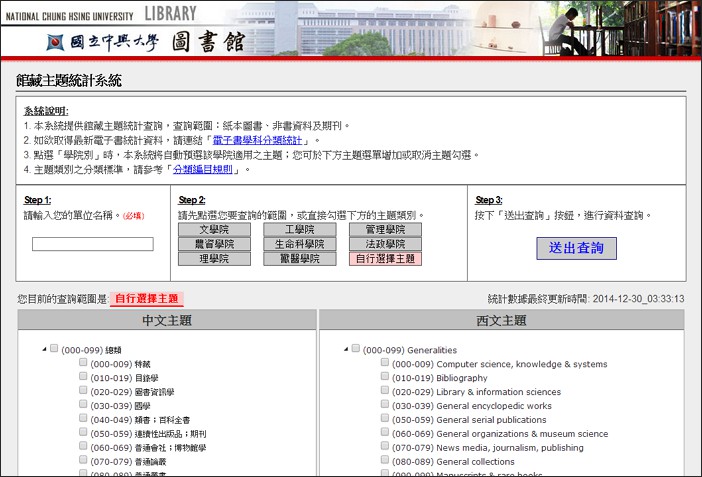 NATIONAL CHUNG HSING UNIVERSITY LIBRARY
國立中興大學 圖書館
館藏主題統計系統
系統說明:
1. 本系統提供館藏主題統計查詢，查詢範圍：紙本圖書、非書資料及期刊。
2. 如欲取得最新電子書統計資料，請連結「電子書學科分類統計」。
3. 點選「學院別」時，本系統將自動預選該學院適用之主題；您可於下方主題選單增加或取消主題勾選。
4. 主題類別之分類標準，請參考「分類編目規則」。
Step 1:
請輸入您的單位名稱。(必填)
Step 2:
請先點選您要查詢的範圍，或直接勾選下方的主題類別。
文學院 工學院 管理學院
農資學院 生命科學院 法政學院
理學院 獸醫學院 自行選擇主題
Step 3:
按下「送出查詢」按鈕，進行資料查詢。
送出查詢
您目前的查詢範圍是: 自行選擇主題
統計數據最終更新時間: 2014-12-30_03:33:13
中文主題
(000-099) 總類
(000-009) 特藏
(010-019) 目錄學
(020-029) 圖書資訊學
(030-039) 國學
(040-049) 類書；百科全書
(050-059) 連續性出版品；期刊
(060-069) 普通會社；博物館學
(070-079) 普通論叢
(080-089) 普通叢書
西文主題
(000-099) Generalities
(000-009) Computer science, knowledge & systems
(010-019) Bibliography
(020-029) Library & information sciences
(030-039) General encyclopedic works
(050-059) General serial publications
(060-069) General organizations & museum science
(070-079) News media, journalism, publishing
(080-089) General collections
(090-099) Manuscripts & rare books